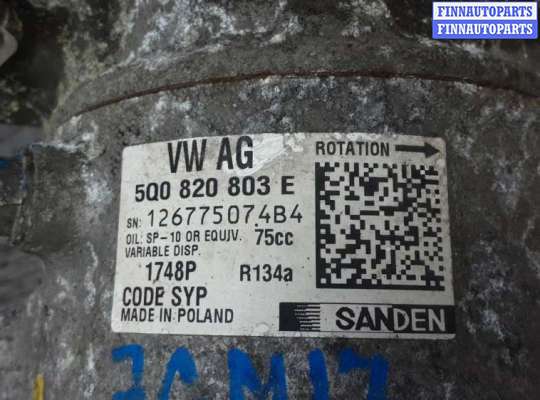 FINNAUTOPARTS
FINNAUTOPARTS
VW AG
ROTATION
5Q0 820 803 E
SN: 126775074B4
OIL: SP-10 OR EQUIV. 75cc
VARIABLE DISP.
1748P R134a
CODE SYP
MADE IN POLAND
SANDEN